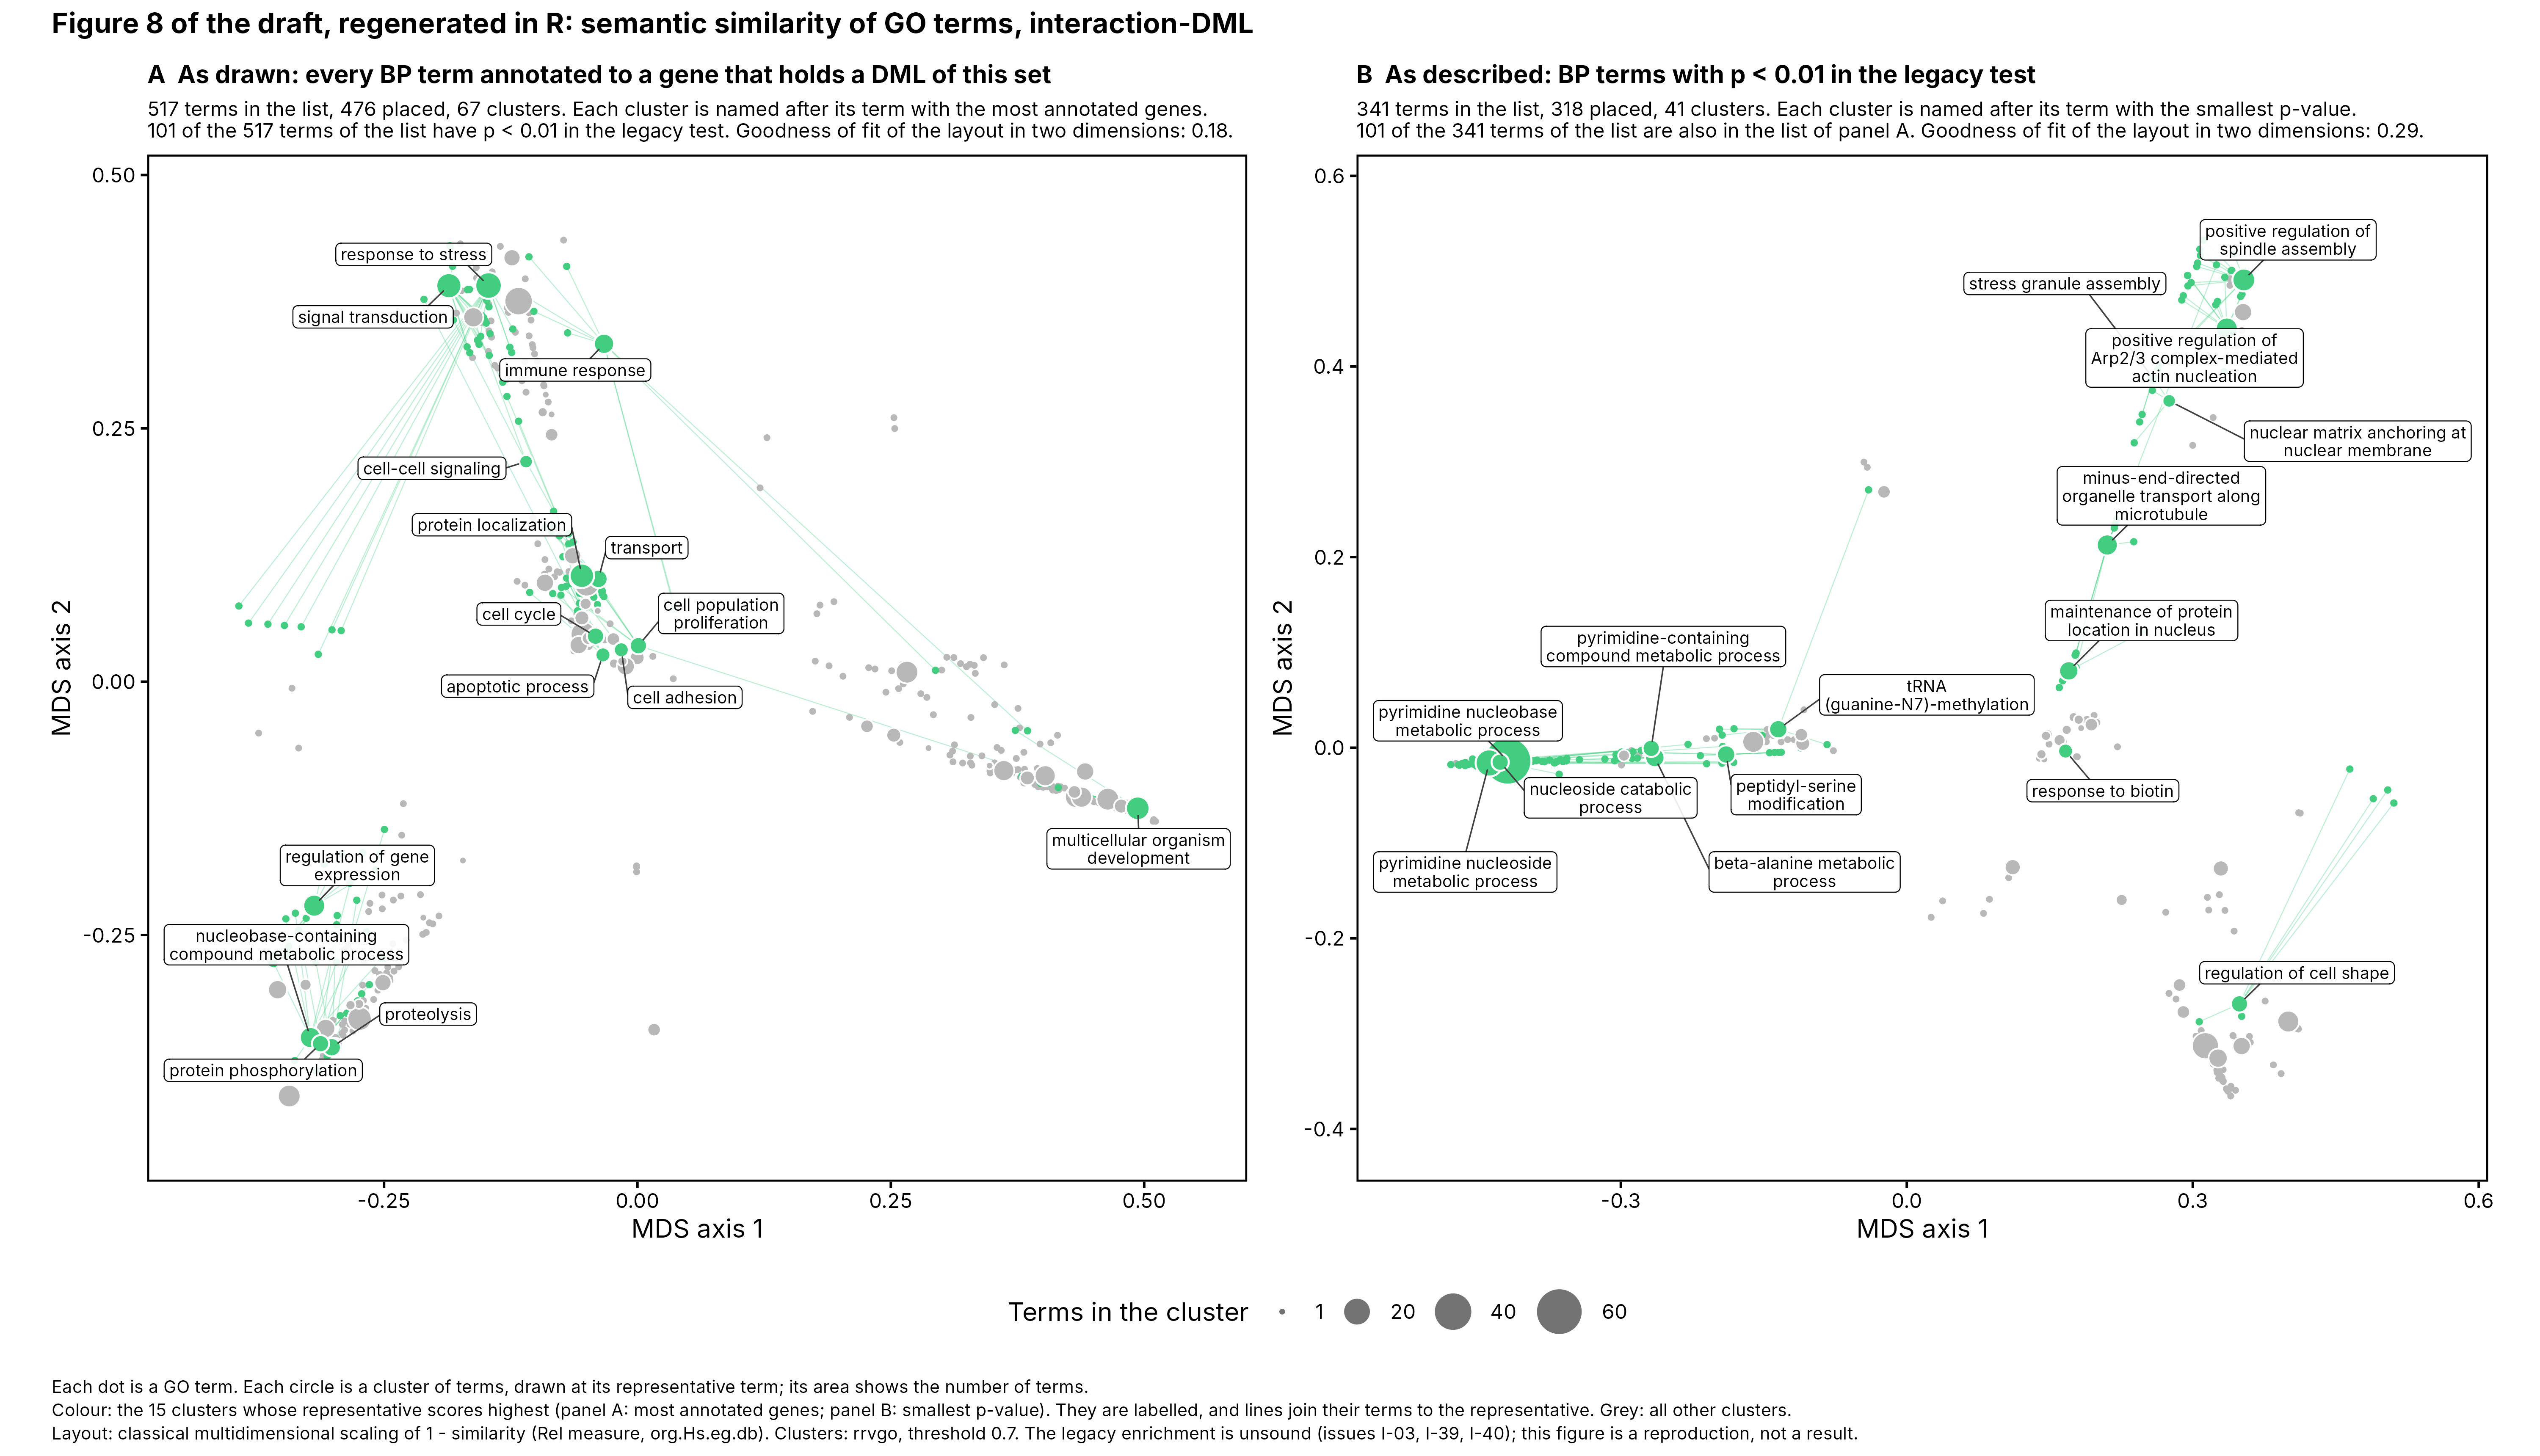 Figure 8 of the draft, regenerated in R: semantic similarity of GO terms, interaction-DML
A As drawn: every BP term annotated to a gene that holds a DML of this set
517 terms in the list, 476 placed, 67 clusters. Each cluster is named after its term with the most annotated genes.
101 of the 517 terms of the list have p < 0.01 in the legacy test. Goodness of fit of the layout in two dimensions: 0.18.
0.50
0.25
0.00
-0.25
MDS axis 2
response to stress
signal transduction
immune response
cell-cell signaling
protein localization
transport
cell cycle
cell population
proliferation
apoptotic process
cell adhesion
multicellular organism
development
regulation of gene
expression
nucleobase-containing
compound metabolic process
proteolysis
protein phosphorylation
-0.25
0.00
0.25
0.50
MDS axis 1
B As described: BP terms with p < 0.01 in the legacy test
341 terms in the list, 318 placed, 41 clusters. Each cluster is named after its term with the smallest p-value.
101 of the 341 terms of the list are also in the list of panel A. Goodness of fit of the layout in two dimensions: 0.29.
0.6
0.4
0.2
0.0
-0.2
-0.4
MDS axis 2
positive regulation of
spindle assembly
stress granule assembly
positive regulation of
Arp2/3 complex-mediated
actin nucleation
nuclear matrix anchoring at
nuclear membrane
minus-end-directed
organelle transport along
microtubule
maintenance of protein
location in nucleus
pyrimidine-containing
compound metabolic process
tRNA
(guanine-N7)-methylation
pyrimidine nucleobase
metabolic process
nucleoside catabolic
process
peptidyl-serine
modification
response to biotin
pyrimidine nucleoside
metabolic process
beta-alanine metabolic
process
regulation of cell shape
-0.3
0.0
0.3
0.6
MDS axis 1
Terms in the cluster
1
20
40
60
Each dot is a GO term. Each circle is a cluster of terms, drawn at its representative term; its area shows the number of terms.
Colour: the 15 clusters whose representative scores highest (panel A: most annotated genes; panel B: smallest p-value). They are labelled, and lines join their terms to the representative. Grey: all other clusters.
Layout: classical multidimensional scaling of 1 - similarity (Rel measure, org.Hs.eg.db). Clusters: rrvgo, threshold 0.7. The legacy enrichment is unsound (issues I-03, I-39, I-40); this figure is a reproduction, not a result.